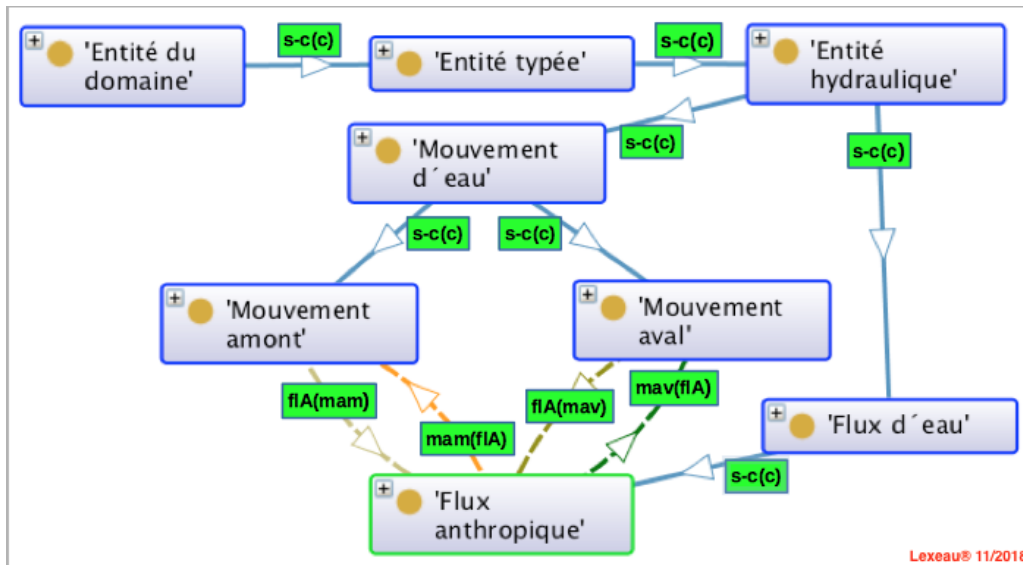 'Entité du
domaine'
s-c(c)
'Entité typée'
s-c(c)
'Entité
hydraulique'
'Mouvement
d´eau'
s-c(c)
s-c(c)
s-c(c)
s-c(c)
'Mouvement
amont'
'Mouvement
aval'
flA(mam)
mam(flA)
flA(mav)
mav(flA)
'Flux d´eau'
s-c(c)
'Flux
anthropique'
Lexeau® 11/2018